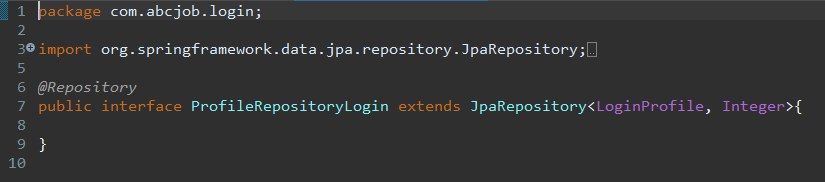 1 package com.abcjob.login;
2
3 import org.springframework.data.jpa.repository.JpaRepository;
5
6 @Repository
7 public interface ProfileRepositoryLogin extends JpaRepository<LoginProfile, Integer>{
8
9 }
10